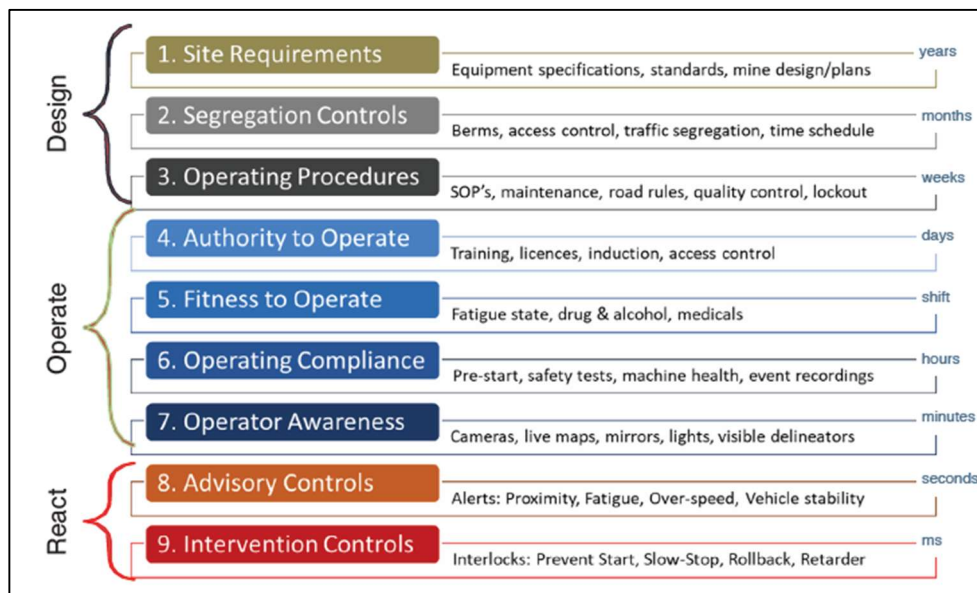 Design
1. Site Requirements
years
Equipment specifications, standards, mine design/plans
2. Segregation Controls
months
Berms, access control, traffic segregation, time schedule
3. Operating Procedures
weeks
SOP's, maintenance, road rules, quality control, lockout
Operate
4. Authority to Operate
days
Training, licences, induction, access control
5. Fitness to Operate
shift
Fatigue state, drug & alcohol, medicals
6. Operating Compliance
hours
Pre-start, safety tests, machine health, event recordings
7. Operator Awareness
minutes
Cameras, live maps, mirrors, lights, visible delineators
React
8. Advisory Controls
seconds
Alerts: Proximity, Fatigue, Over-speed, Vehicle stability
9. Intervention Controls
ms
Interlocks: Prevent Start, Slow-Stop, Rollback, Retarder